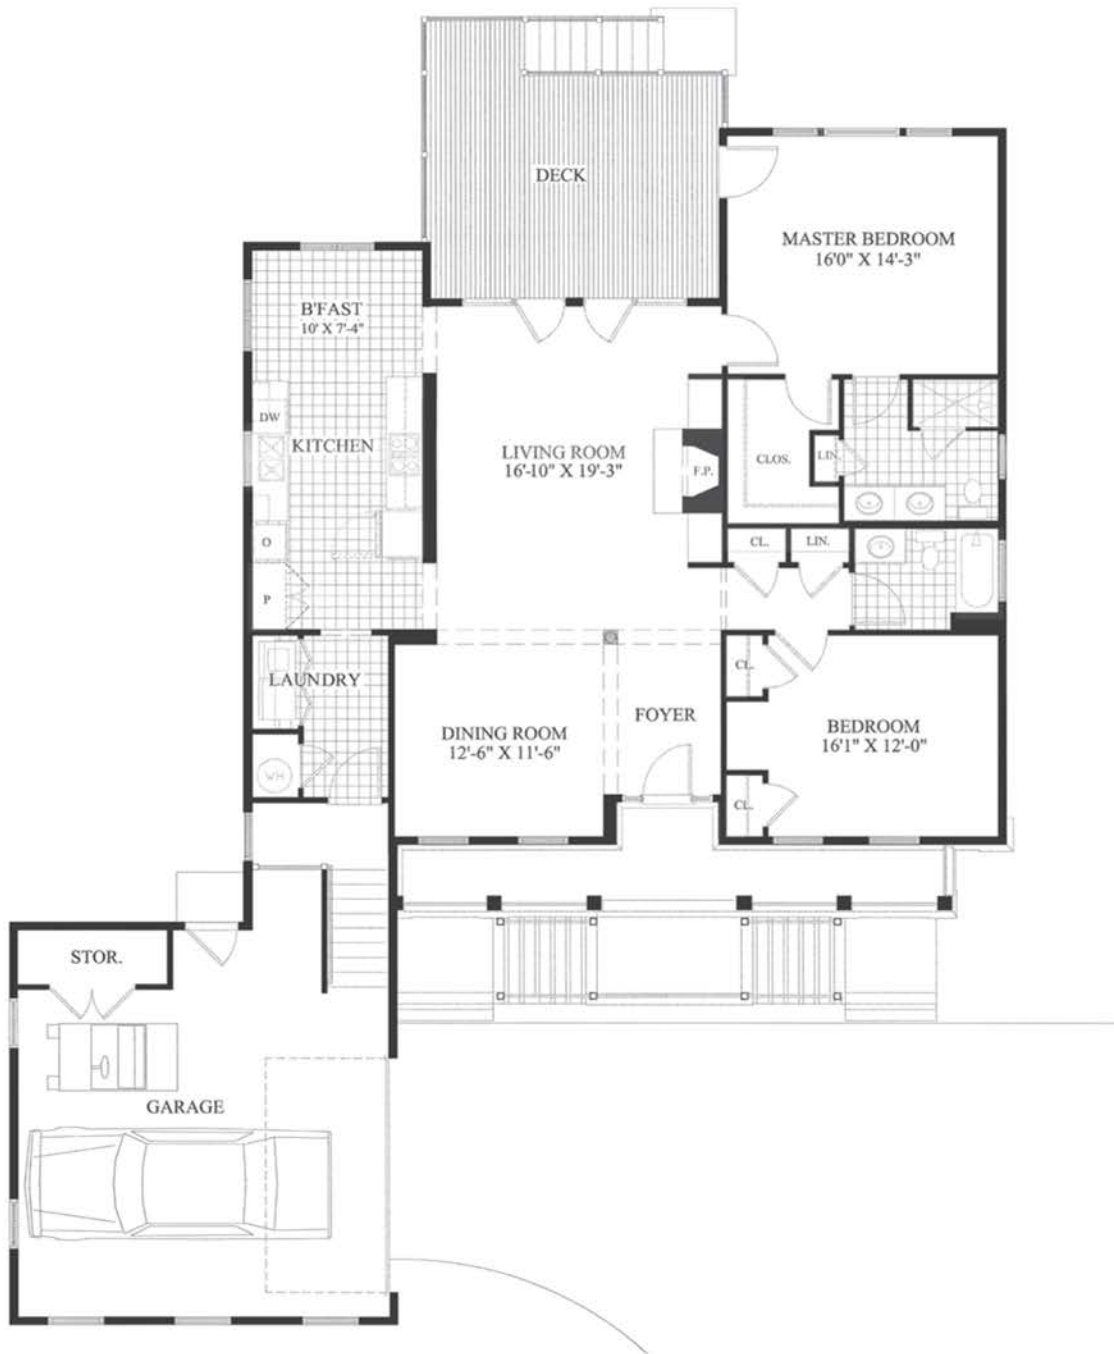 DECK
MASTER BEDROOM
16'0" X 14'-3"
B'FAST
10' X 7'-4"
DW
KITCHEN
LIVING ROOM
16'-10" X 19'-3"
F.P.
CLOS.
LIN.
O
CL.
LIN.
P
LAUNDRY
CL.
FOYER
BEDROOM
16'1" X 12'-0"
DINING ROOM
12'-6" X 11'-6"
WH
CL.
STOR.
GARAGE